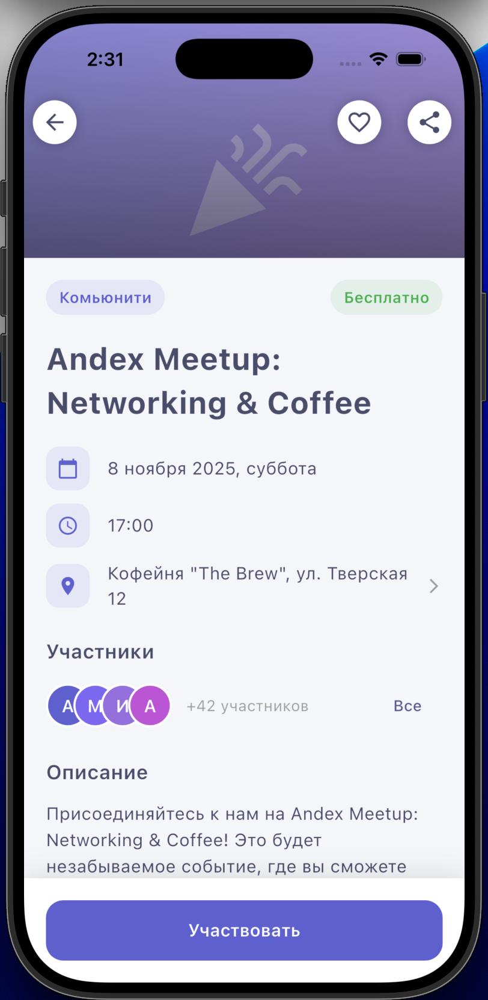 2:31
Комьюнити
Бесплатно
Andex Meetup:
Networking & Coffee
8 ноября 2025, суббота
17:00
Кофейня "The Brew", ул. Тверская
12
Участники
А М И А +42 участников Все
Описание
Присоединяйтесь к нам на Andex Meetup:
Networking & Coffee! Это будет
незабываемое событие, где вы сможете
Участвовать